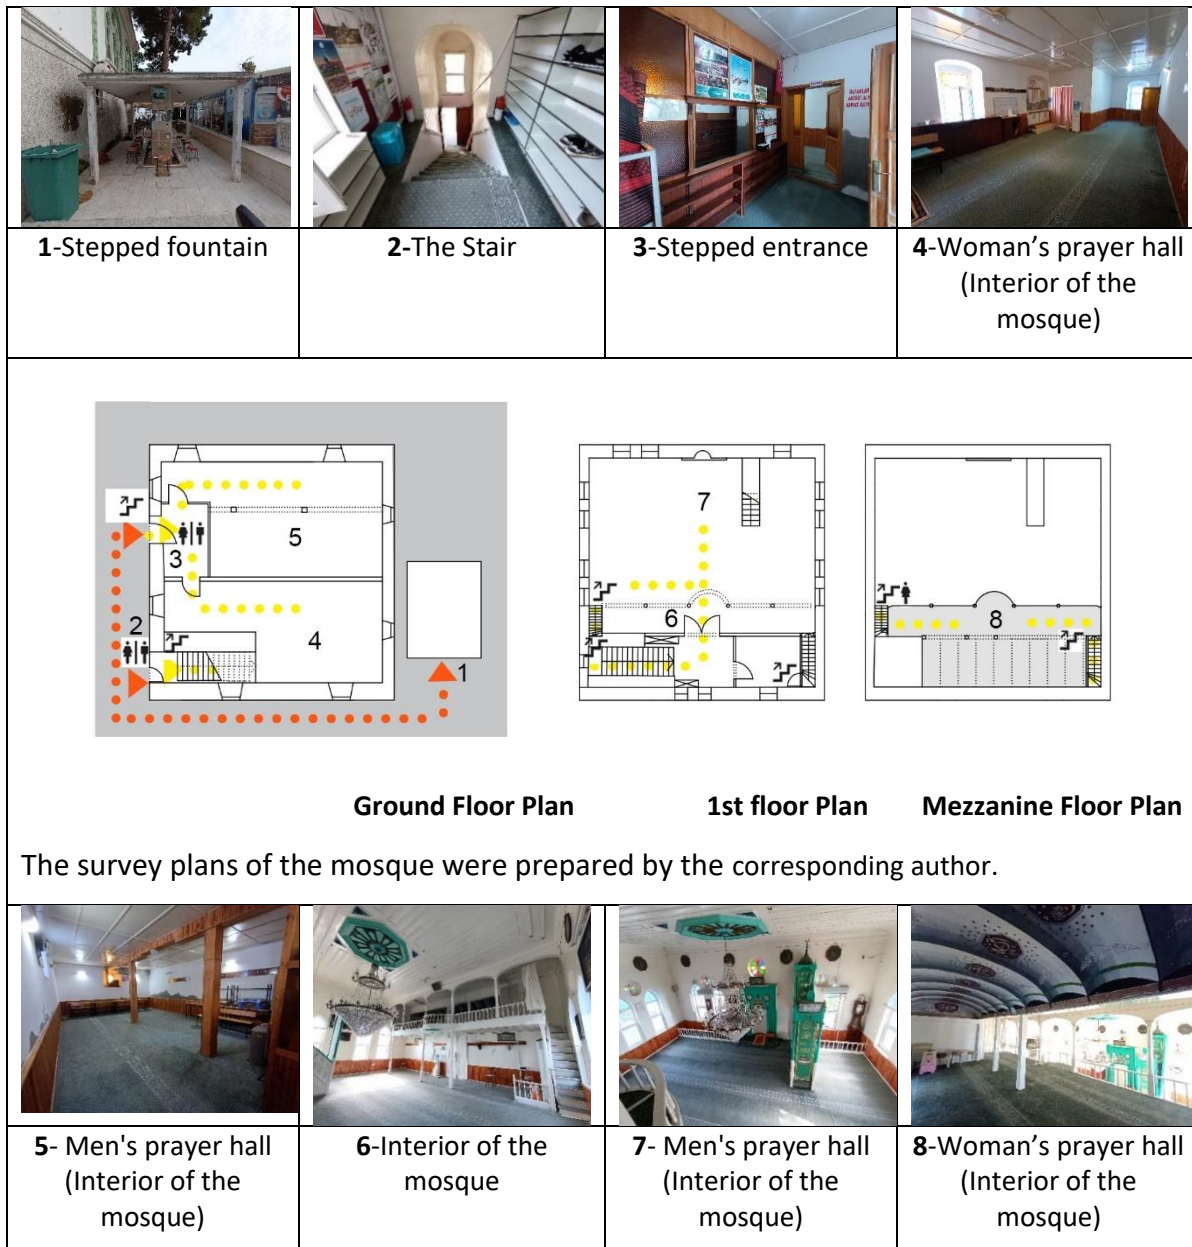 1-Stepped fountain
2-The Stair
3-Stepped entrance
4-Woman’s prayer hall
(Interior of the
mosque)
2
3
4
5
1
6
7
8
Ground Floor Plan
1st floor Plan
Mezzanine Floor Plan
The survey plans of the mosque were prepared by the corresponding author.
5- Men's prayer hall
(Interior of the
mosque)
6-Interior of the
mosque
7- Men's prayer hall
(Interior of the
mosque)
8-Woman’s prayer hall
(Interior of the
mosque)